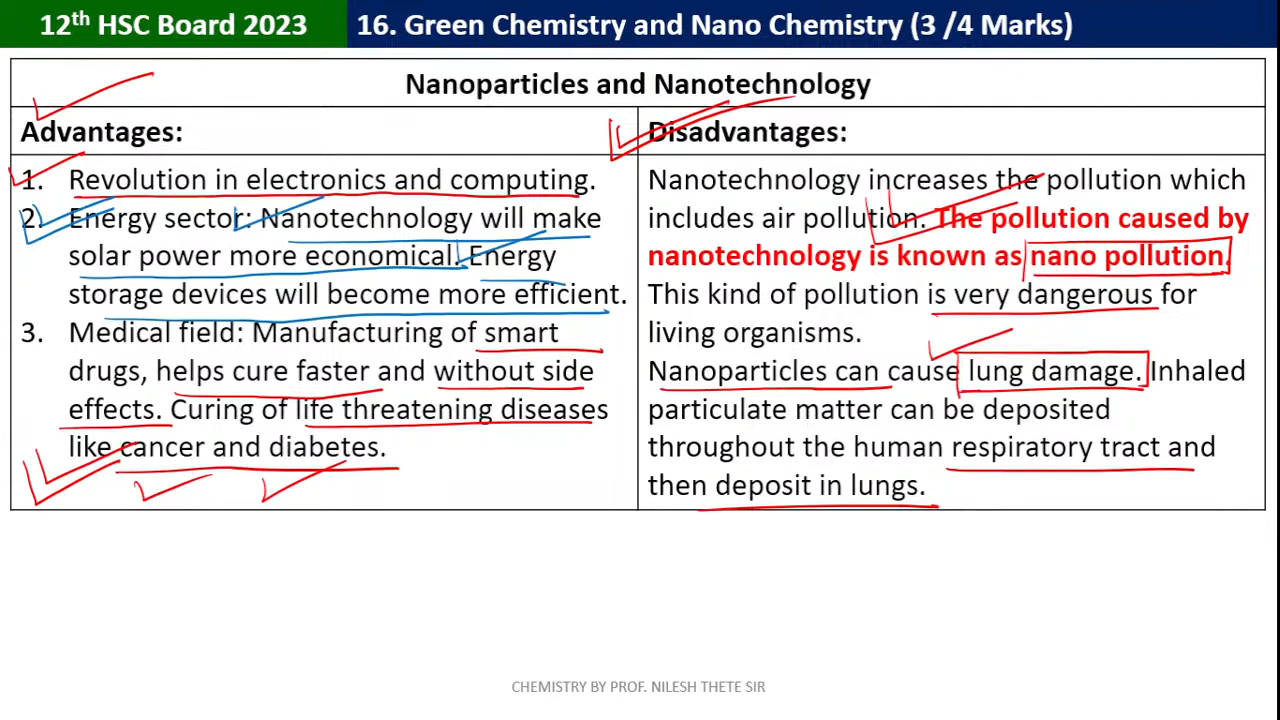 12th HSC Board 2023
16. Green Chemistry and Nano Chemistry (3 /4 Marks)
Nanoparticles and Nanotechnology
Advantages:
1. Revolution in electronics and computing.
2. Energy sector: Nanotechnology will make
solar power more economical. Energy
storage devices will become more efficient.
3. Medical field: Manufacturing of smart
drugs, helps cure faster and without side
effects. Curing of life threatening diseases
like cancer and diabetes.
Disadvantages:
Nanotechnology increases the pollution which
includes air pollution. The pollution caused by
nanotechnology is known as nano pollution.
This kind of pollution is very dangerous for
living organisms.
Nanoparticles can cause lung damage. Inhaled
particulate matter can be deposited
throughout the human respiratory tract and
then deposit in lungs.
CHEMISTRY BY PROF. NILESH THETE SIR